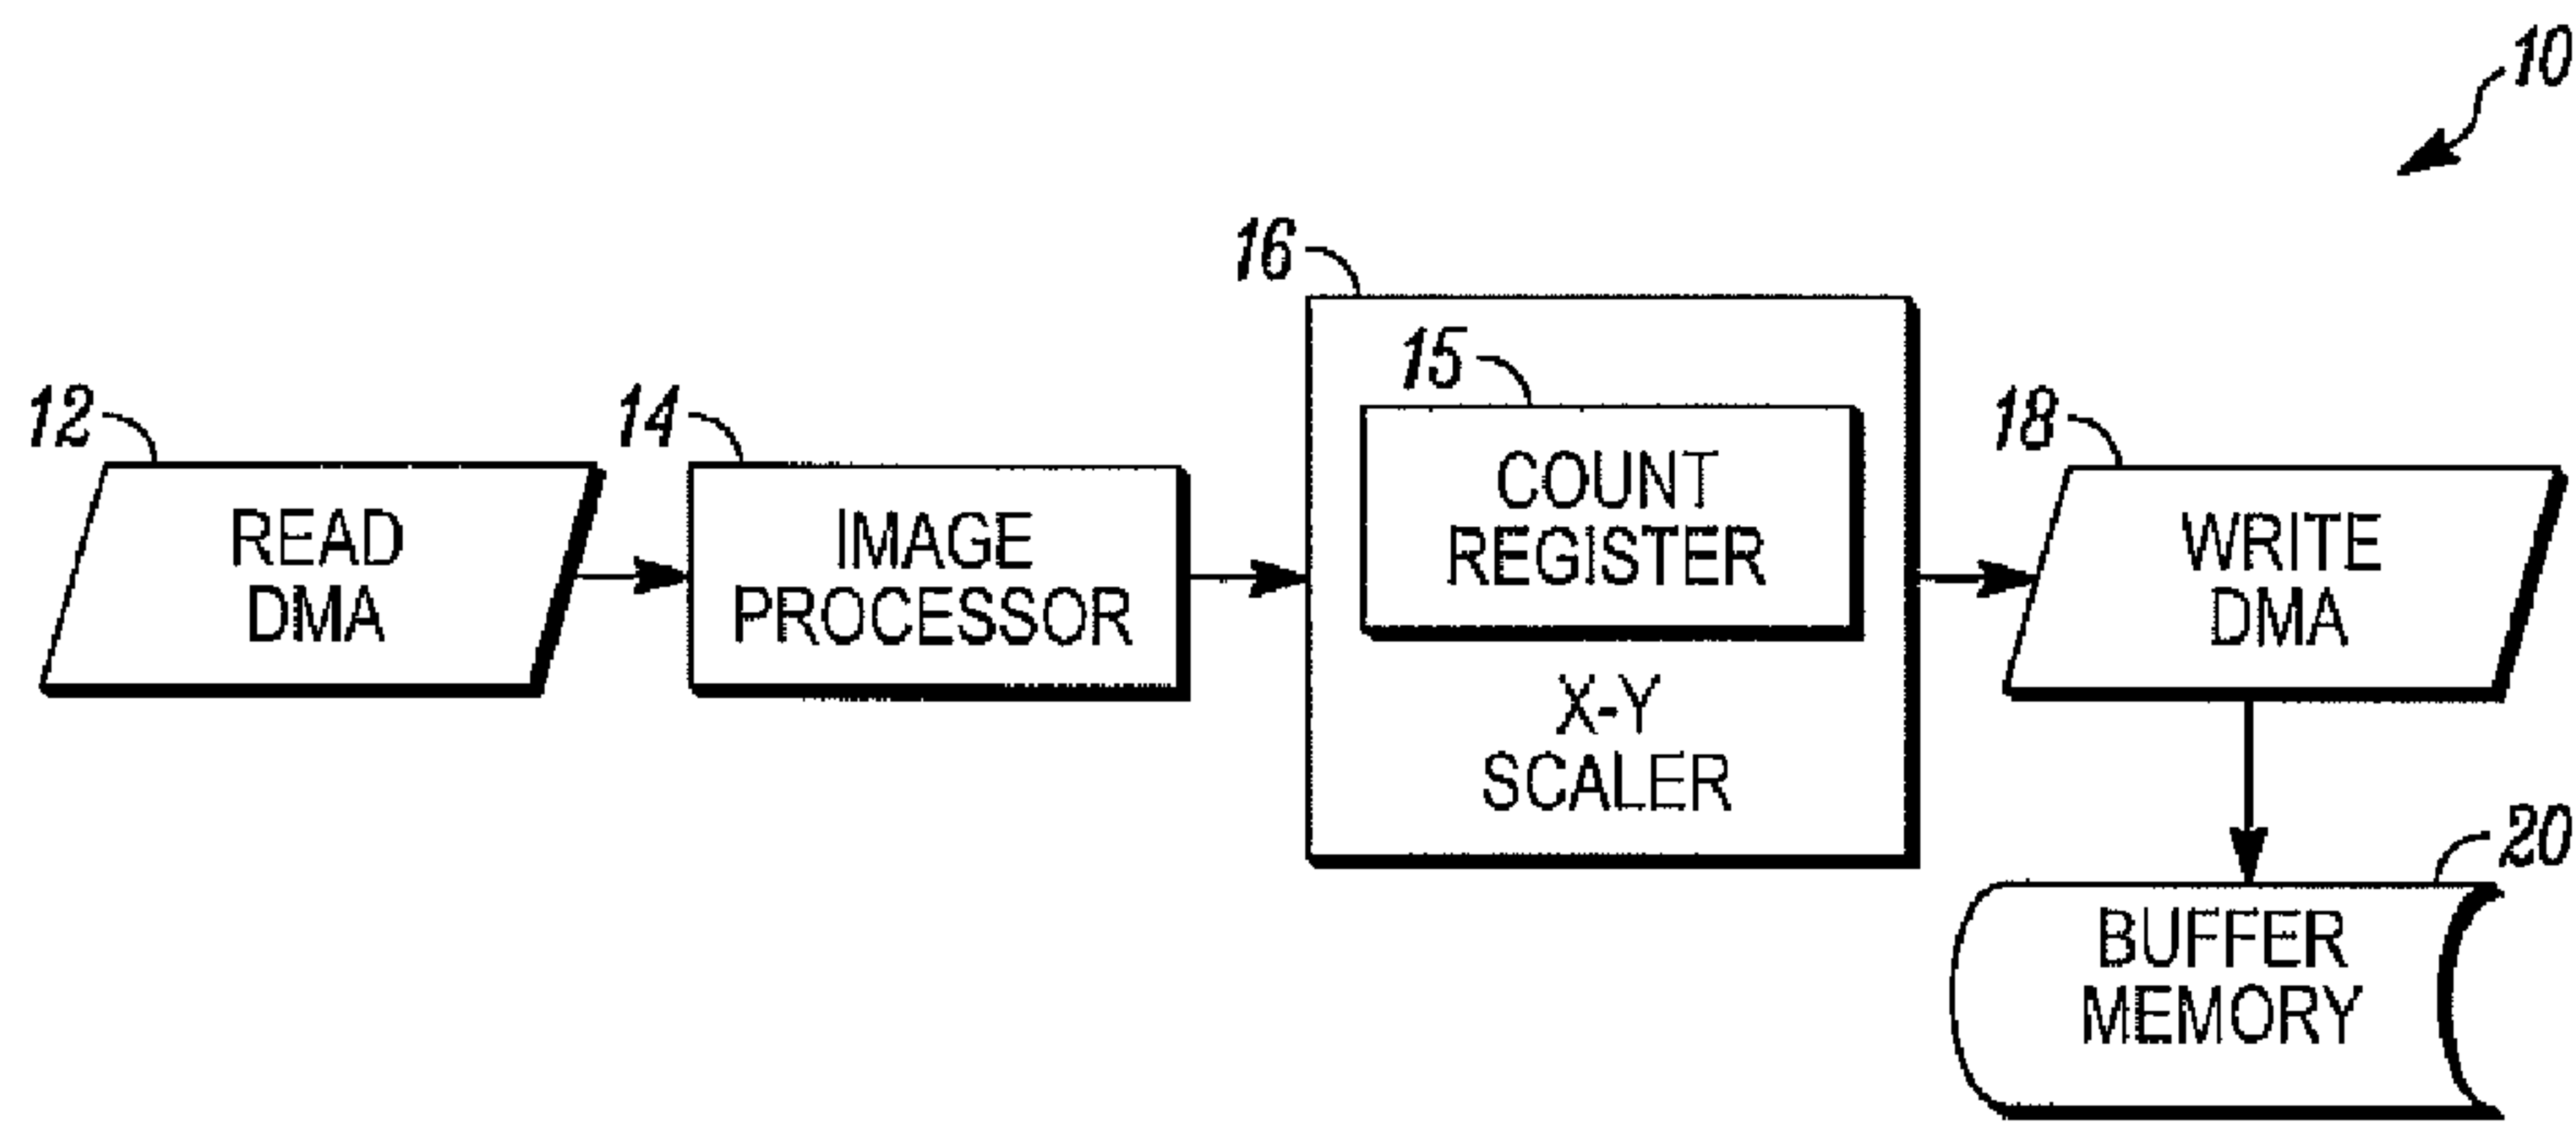 10
16
15
12
14
18
READ
DMA
IMAGE
PROCESSOR
COUNT
REGISTER
X-Y
SCALER
WRITE
DMA
20
BUFFER
MEMORY